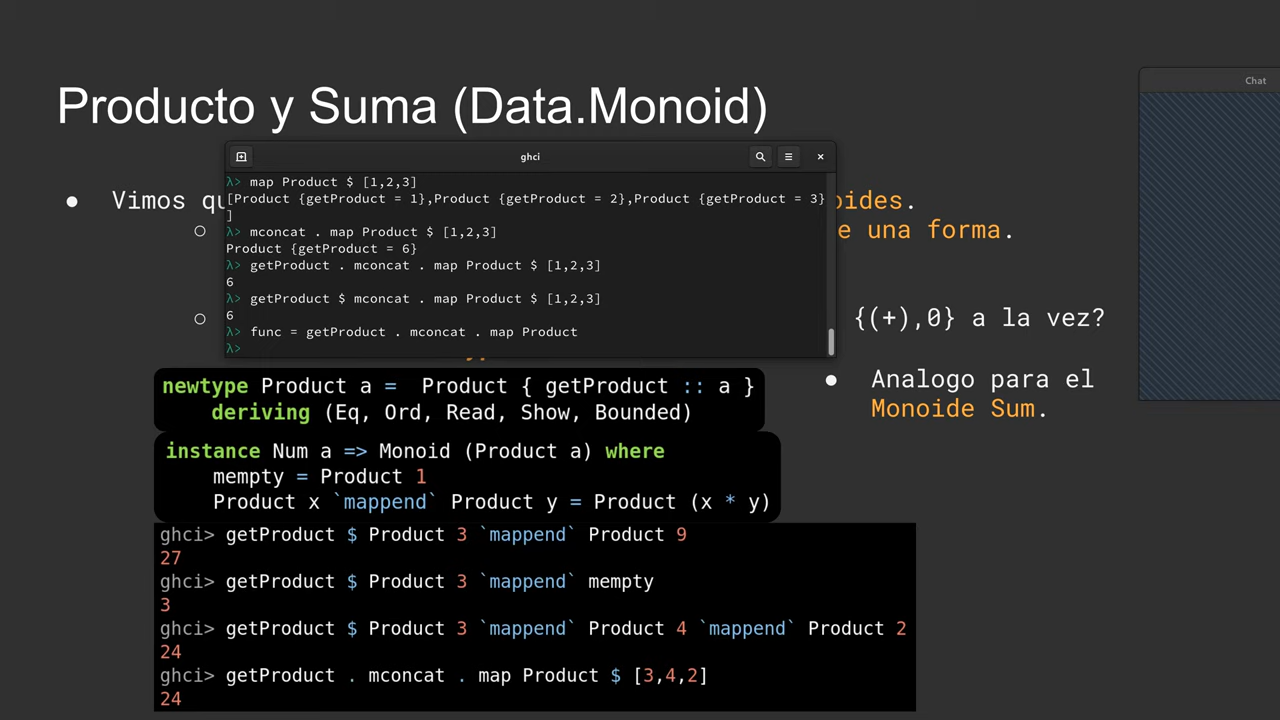 Chat
Producto y Suma (Data.Monoid)
ghci
● Vimos
λ> map Product $ [1,2,3]
[Product {getProduct = 1},Product {getProduct = 2},Product {getProduct = 3}
]
λ> mconcat . map Product $ [1,2,3]
Product {getProduct = 6}
λ> getProduct . mconcat . map Product $ [1,2,3]
6
λ> getProduct $ mconcat . map Product $ [1,2,3]
6
λ> func = getProduct . mconcat . map Product
λ>
oides.
e una forma.
{(+),0} a la vez?
newtype Product a =  Product { getProduct :: a }
    deriving (Eq, Ord, Read, Show, Bounded)
instance Num a => Monoid (Product a) where
    mempty = Product 1
    Product x `mappend` Product y = Product (x * y)
ghci> getProduct $ Product 3 `mappend` Product 9
27
ghci> getProduct $ Product 3 `mappend` mempty
3
ghci> getProduct $ Product 3 `mappend` Product 4 `mappend` Product 2
24
ghci> getProduct . mconcat . map Product $ [3,4,2]
24
● Analogo para el
Monoide Sum.